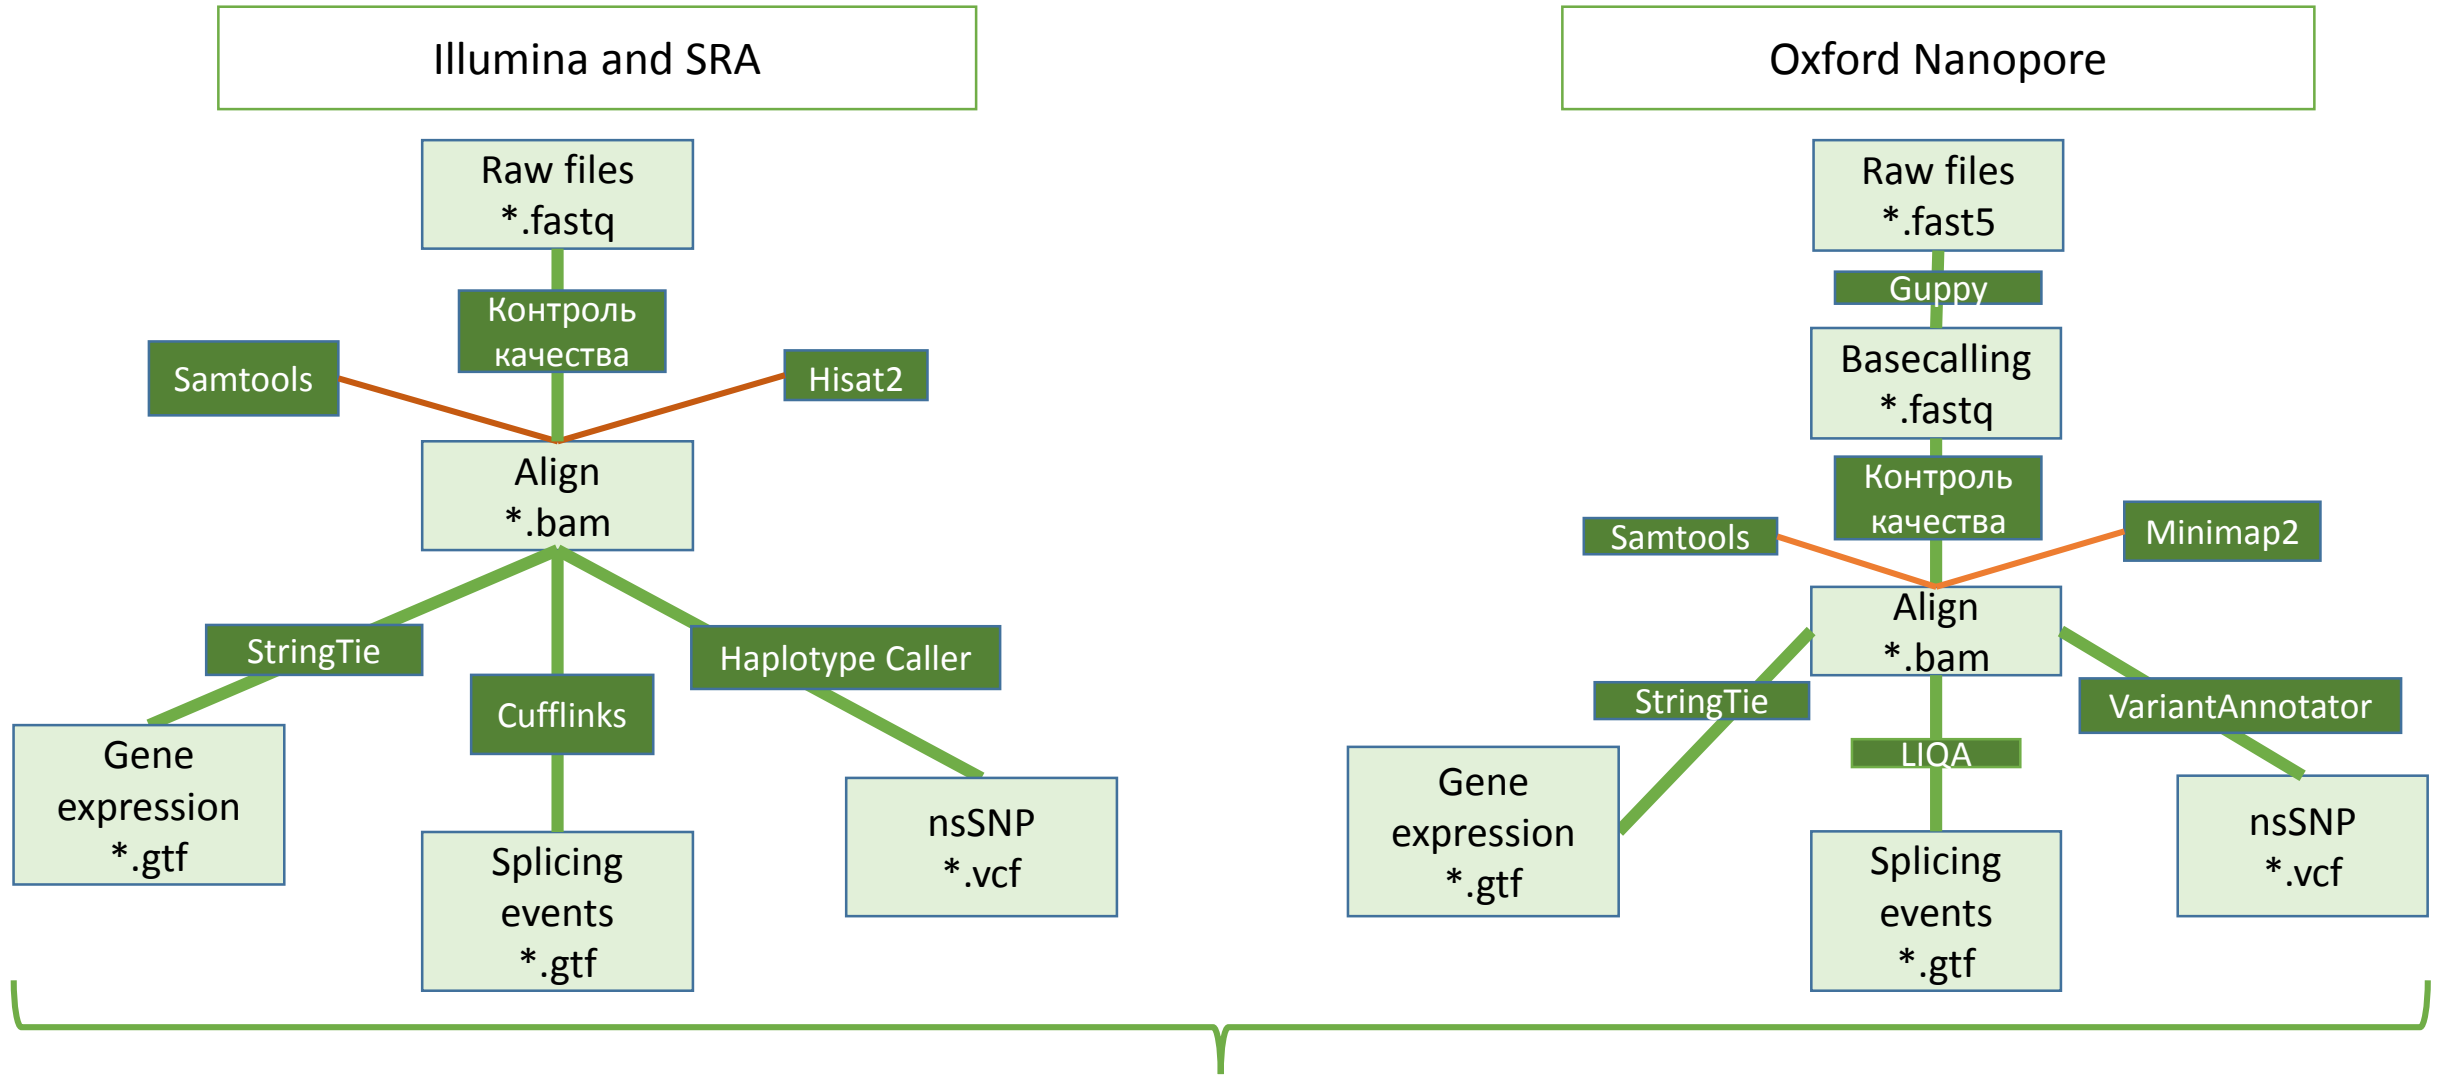 Illumina and SRA
Raw files
*.fastq
Контроль
качества
Samtools
Hisat2
Align
*.bam
StringTie
Cufflinks
Haplotype Caller
Gene
expression
*.gtf
Splicing
events
*.gtf
nsSNP
*.vcf
Oxford Nanopore
Raw files
*.fast5
Guppy
Basecalling
*.fastq
Контроль
качества
Samtools
Minimap2
Align
*.bam
StringTie
LIQA
VariantAnnotator
Gene
expression
*.gtf
Splicing
events
*.gtf
nsSNP
*.vcf